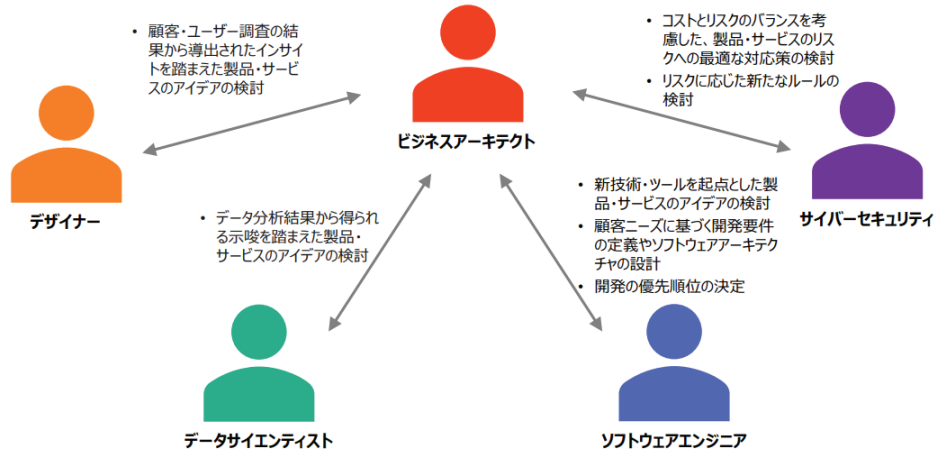 • 顧客・ユーザー調査の結
果から導出されたインサイ
トを踏まえた製品・サービ
スのアイデアの検討
• コストとリスクのバランスを考
慮した、製品・サービスのリス
クへの最適な対応策の検討
• リスクに応じた新たなルールの
検討
ビジネスアーキテクト
デザイナー
• データ分析結果から得られ
る示唆を踏まえた製品・
サービスのアイデアの検討
• 新技術・ツールを起点とした製
品・サービスのアイデアの検討
• 顧客ニーズに基づく開発要件
の定義やソフトウェアアーキテク
チャの設計
• 開発の優先順位の決定
サイバーセキュリティ
データサイエンティスト
ソフトウェアエンジニア